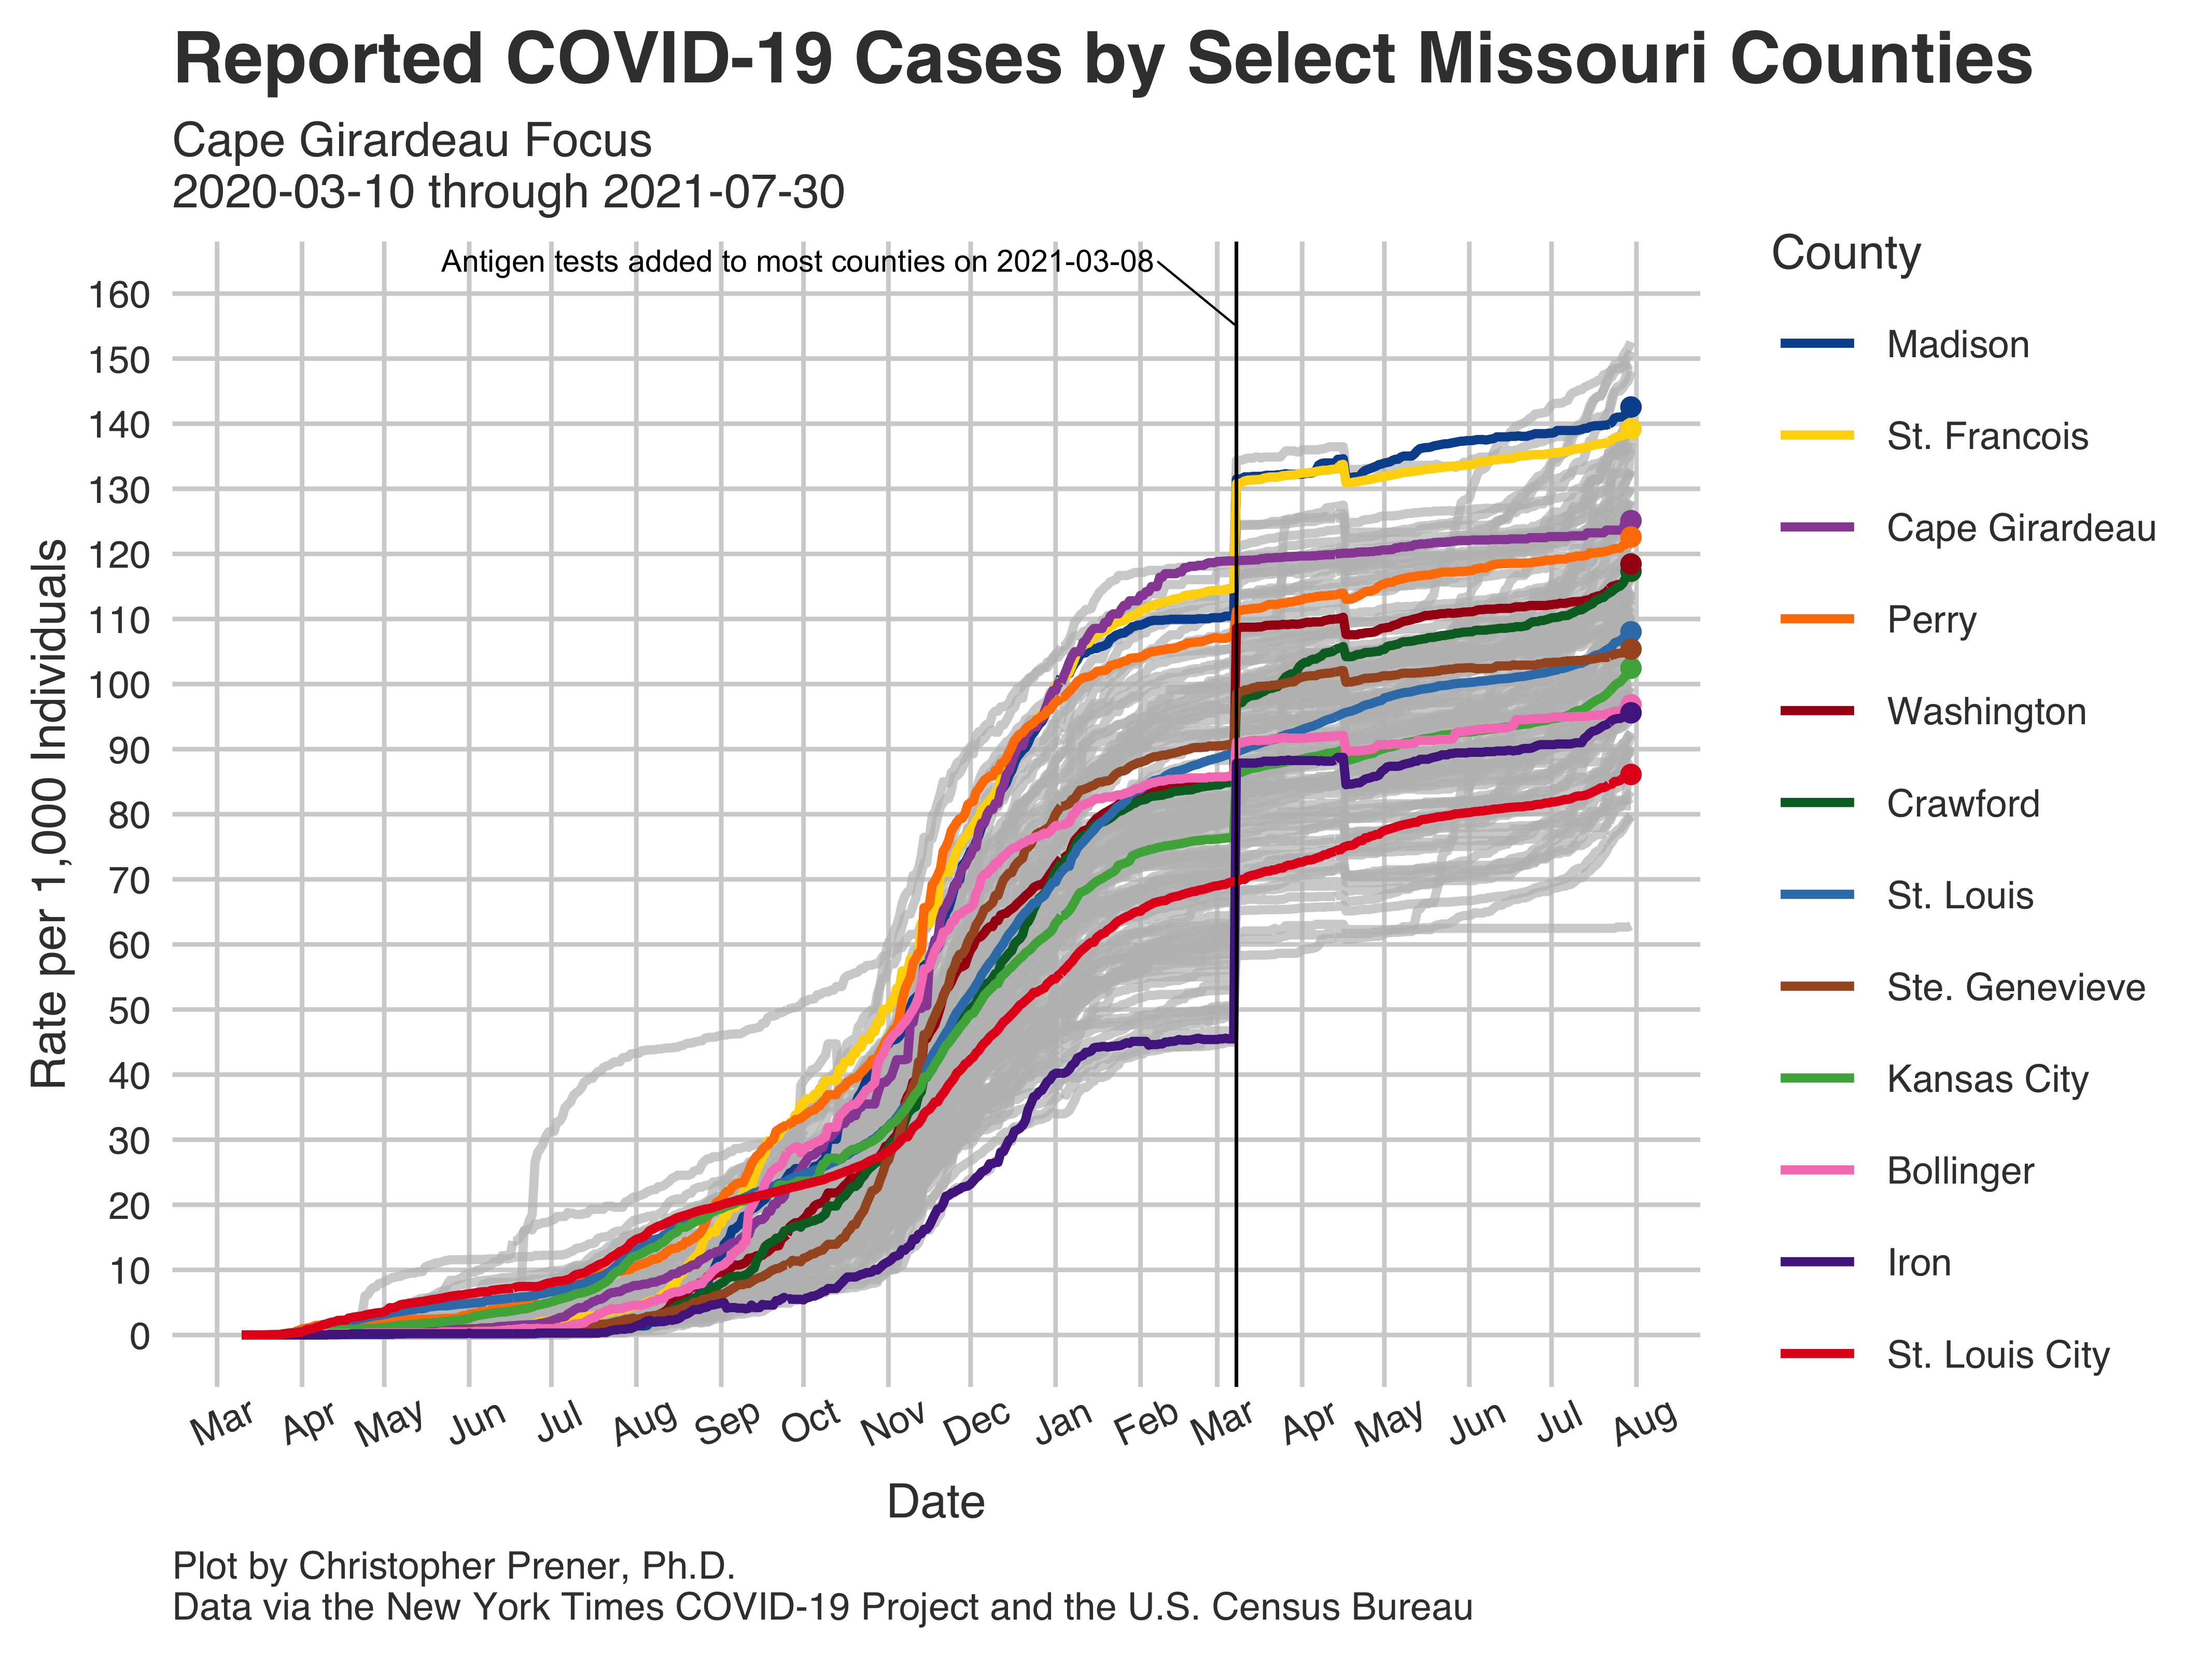 Reported COVID-19 Cases by Select Missouri Counties
Cape Girardeau Focus
2020-03-10 through 2021-07-30
Antigen tests added to most counties on 2021-03-08
Rate per 1,000 Individuals
160
150
140
130
120
110
100
90
80
70
60
50
40
30
20
10
0
Mar Apr May Jun Jul Aug Sep Oct Nov Dec Jan Feb Mar Apr May Jun Jul Aug
Date
County
Madison
St. Francois
Cape Girardeau
Perry
Washington
Crawford
St. Louis
Ste. Genevieve
Kansas City
Bollinger
Iron
St. Louis City
Plot by Christopher Prener, Ph.D.
Data via the New York Times COVID-19 Project and the U.S. Census Bureau